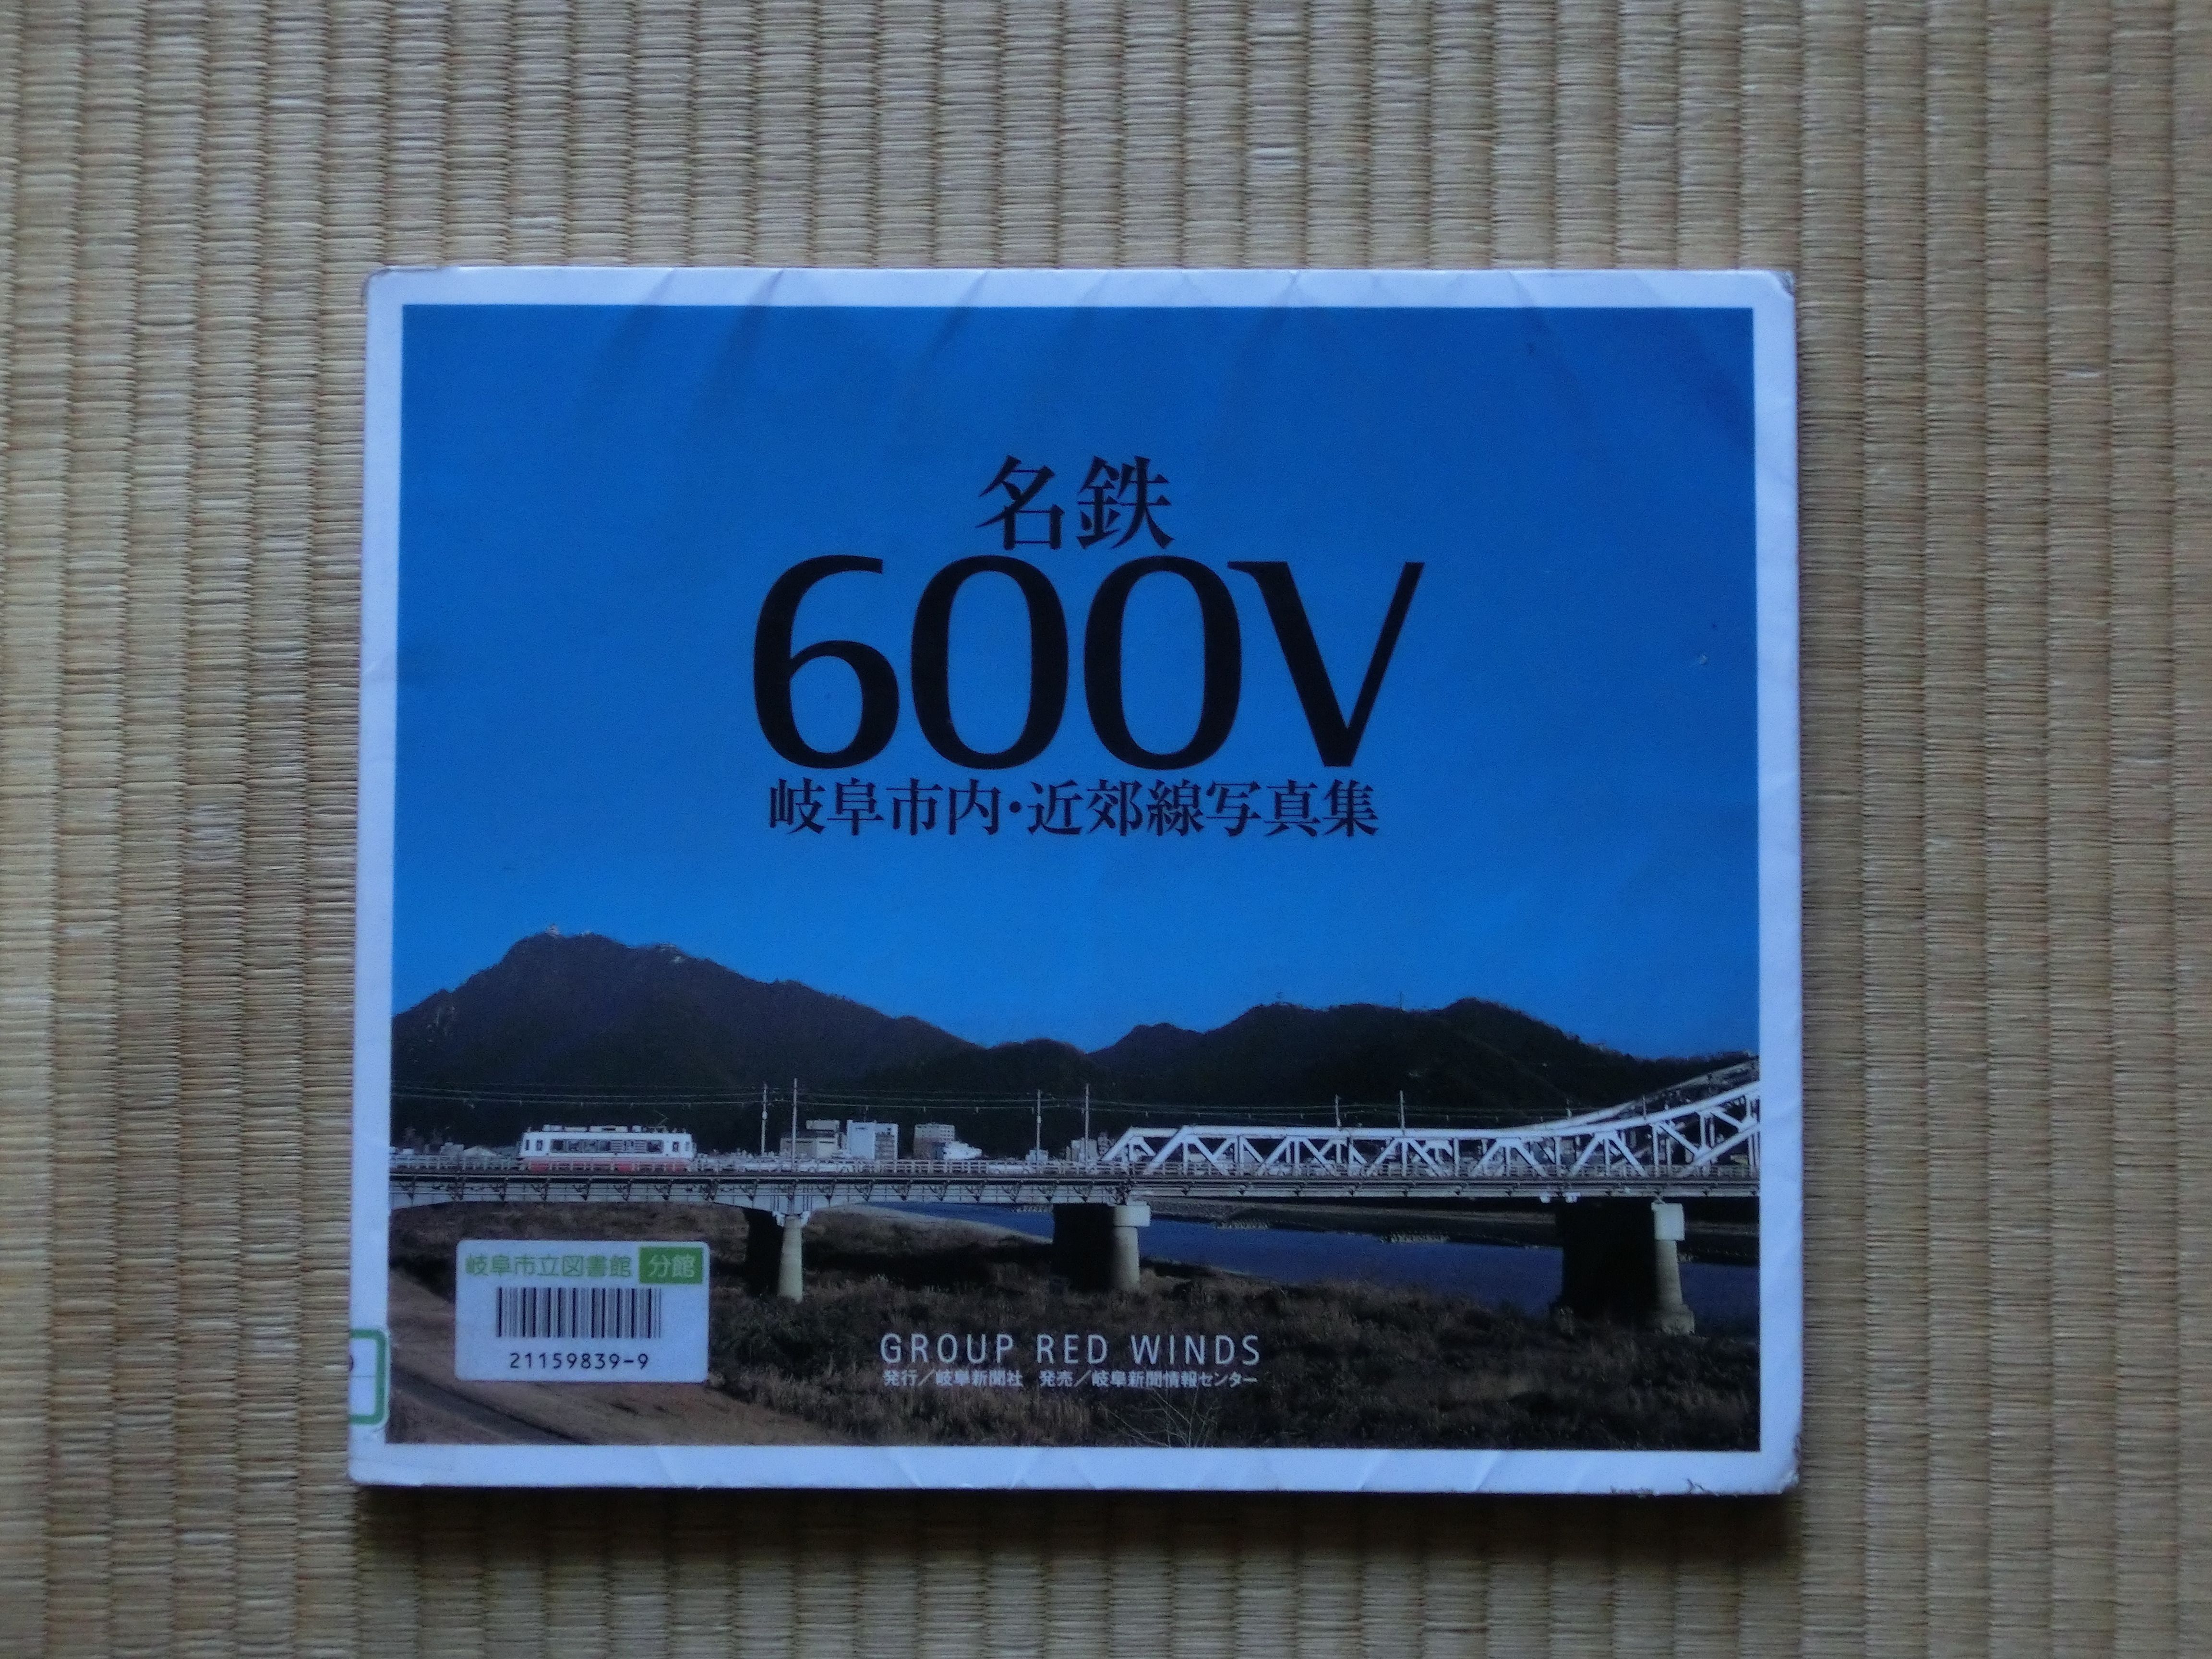 名鉄
600V
岐阜市内・近郊線写真集
岐阜市立図書館 分館
21159839-9
GROUP RED WINDS
発行／岐阜新聞社 発売／岐阜新聞情報センター